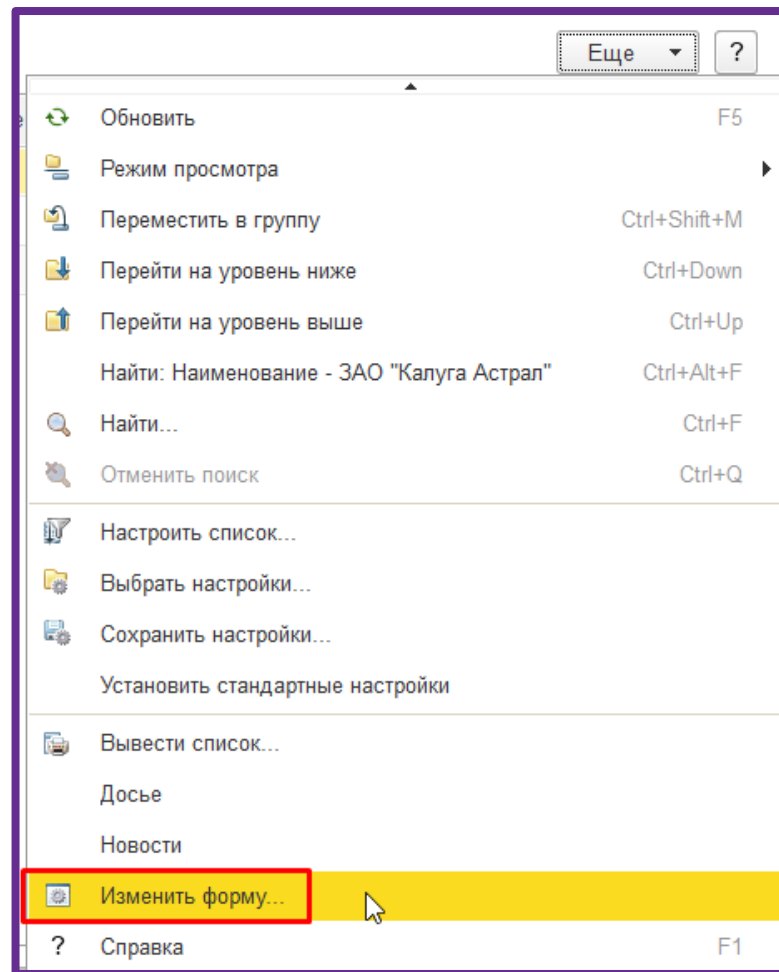 Еще ?
Обновить F5
Режим просмотра
Переместить в группу Ctrl+Shift+M
Перейти на уровень ниже Ctrl+Down
Перейти на уровень выше Ctrl+Up
Найти: Наименование - ЗАО "Калуга Астрал" Ctrl+Alt+F
Найти... Ctrl+F
Отменить поиск Ctrl+Q
Настроить список...
Выбрать настройки...
Сохранить настройки...
Установить стандартные настройки
Вывести список...
Досье
Новости
Изменить форму...
? Справка F1